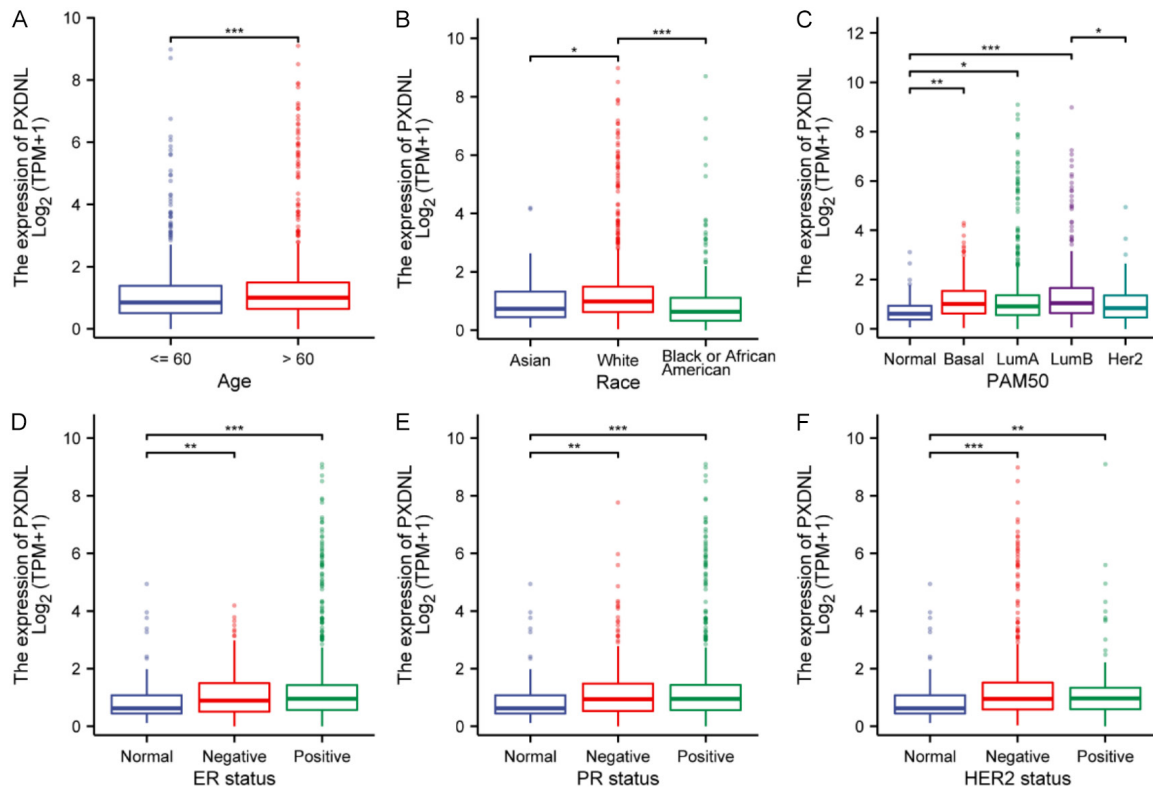 A
The expression of PXDNL
Log2 (TPM+1)
10
8
6
4
2
0
***
<= 60
> 60
Age
B
The expression of PXDNL
Log2 (TPM+1)
10
8
6
4
2
0
*
***
Asian
White
Black or African
American
Race
C
The expression of PXDNL
Log2 (TPM+1)
12
10
8
6
4
2
0
***
*
*
**
Normal
Basal
LumA
LumB
Her2
PAM50
D
The expression of PXDNL
Log2 (TPM+1)
10
8
6
4
2
0
***
**
Normal
Negative
Positive
ER status
E
The expression of PXDNL
Log2 (TPM+1)
10
8
6
4
2
0
***
**
Normal
Negative
Positive
PR status
F
The expression of PXDNL
Log2 (TPM+1)
10
8
6
4
2
0
**
***
Normal
Negative
Positive
HER2 status